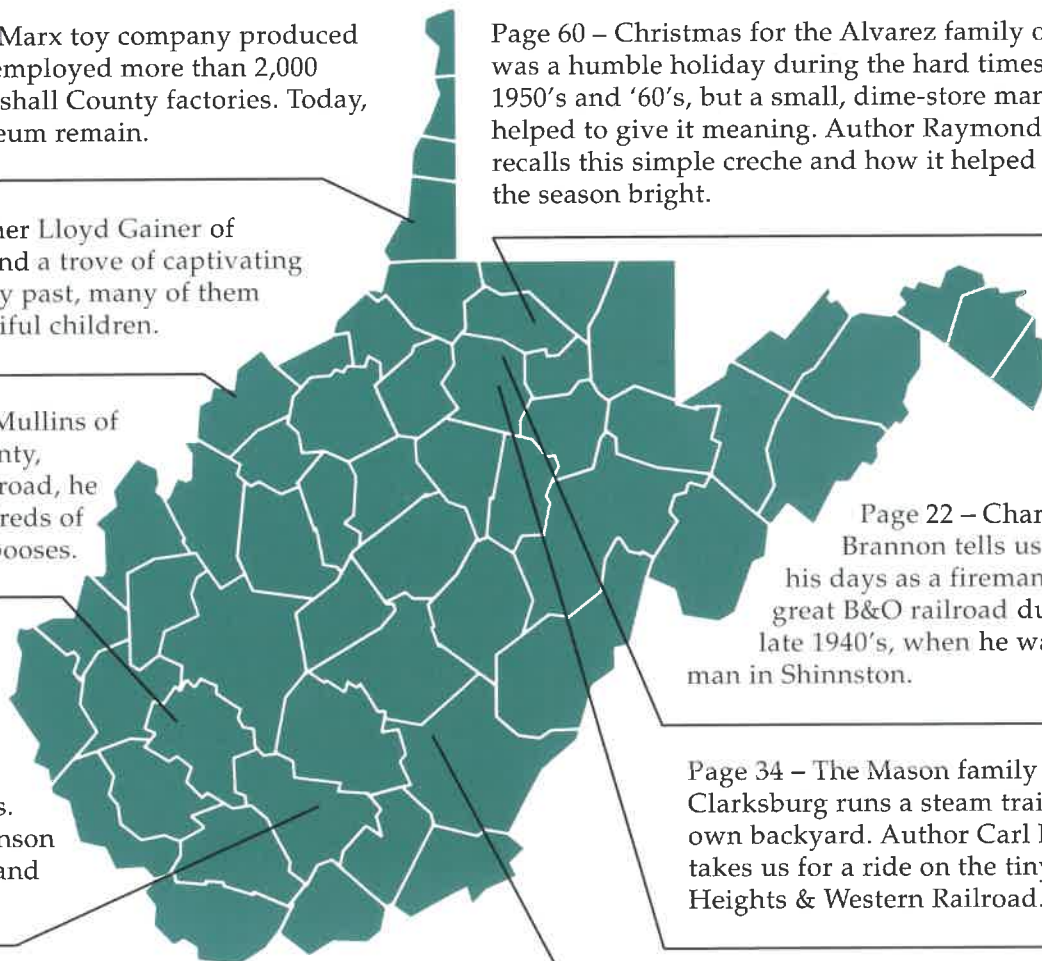 Marx toy company produced
employed more than 2,000
shall County factories. Today,
eum remain.
Page 60 – Christmas for the Alvarez family
was a humble holiday during the hard times
1950's and '60's, but a small, dime-store
helped to give it meaning. Author Raymond
recalls this simple creche and how it helped
the season bright.
her Lloyd Gainer of
nd a trove of captivating
y past, many of them
iful children.
Mullins of
nty,
road, he
reds of
ooses.
Page 22 – Char
Brannon tells us
his days as a fireman
great B&O railroad du
late 1940's, when he wa
man in Shinnston.
Page 34 – The Mason family
Clarksburg runs a steam trai
own backyard. Author Carl
takes us for a ride on the tiny
Heights & Western Railroad.
s.
nson
and